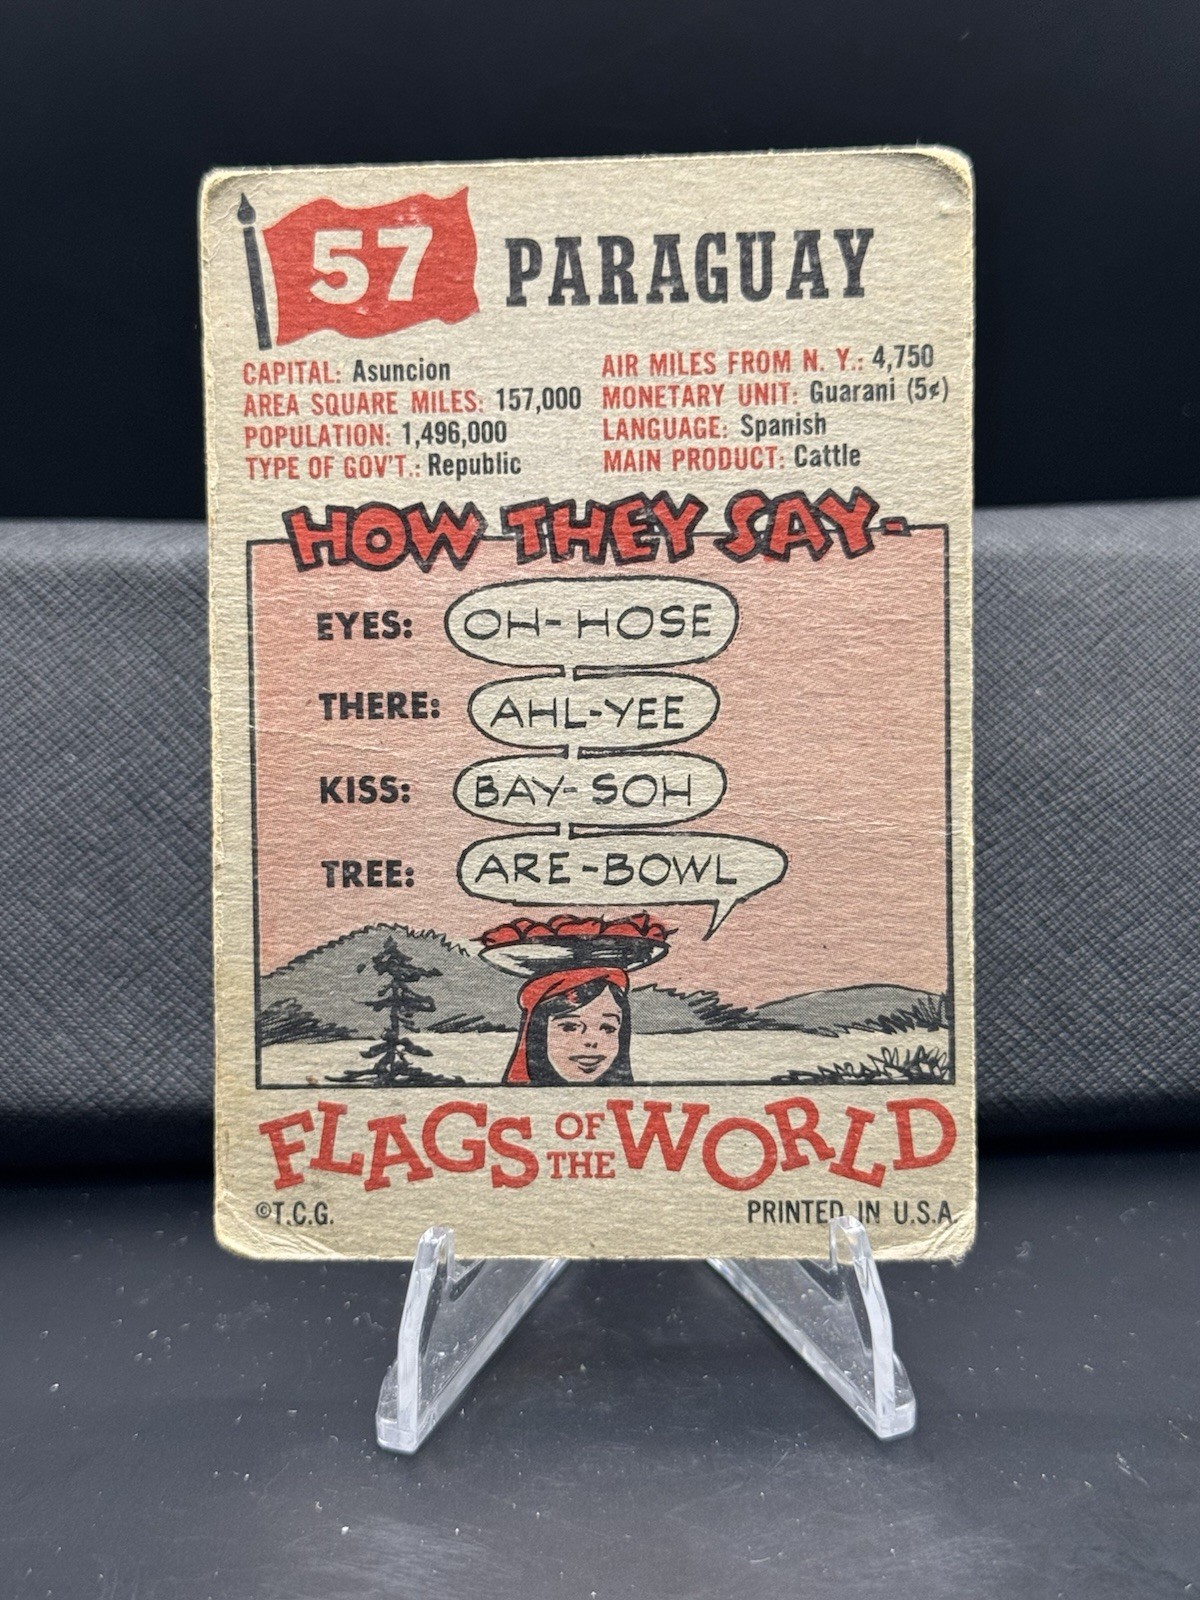 57 PARAGUAY
CAPITAL: Asuncion
AREA SQUARE MILES: 157,000
POPULATION: 1,496,000
TYPE OF GOV'T.: Republic
AIR MILES FROM N. Y.: 4,750
MONETARY UNIT: Guarani (5¢)
LANGUAGE: Spanish
MAIN PRODUCT: Cattle
HOW THEY SAY-
EYES: OH-HOSE
THERE: AHL-YEE
KISS: BAY-SOH
TREE: ARE-BOWL
FLAGS OF THE WORLD
©T.C.G. PRINTED IN U.S.A.